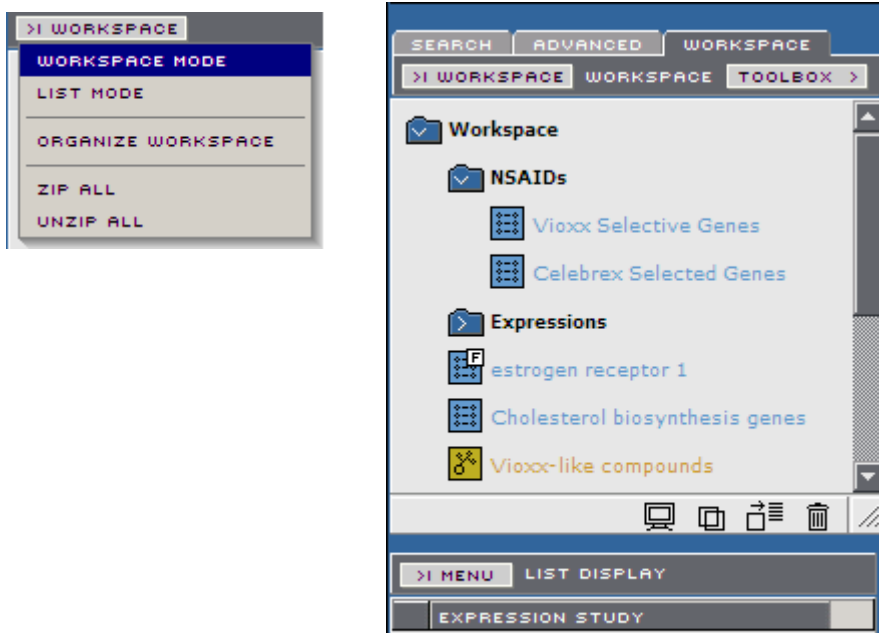 >I WORKSPACE
WORKSPACE MODE
LIST MODE
ORGANIZE WORKSPACE
ZIP ALL
UNZIP ALL
SEARCH ADVANCED WORKSPACE
>I WORKSPACE WORKSPACE TOOLBOX >
Workspace
NSAIDs
Vioxx Selective Genes
Celebrex Selected Genes
Expressions
F
estrogen receptor 1
Cholesterol biosynthesis genes
Vioxx-like compounds
>I MENU LIST DISPLAY
EXPRESSION STUDY